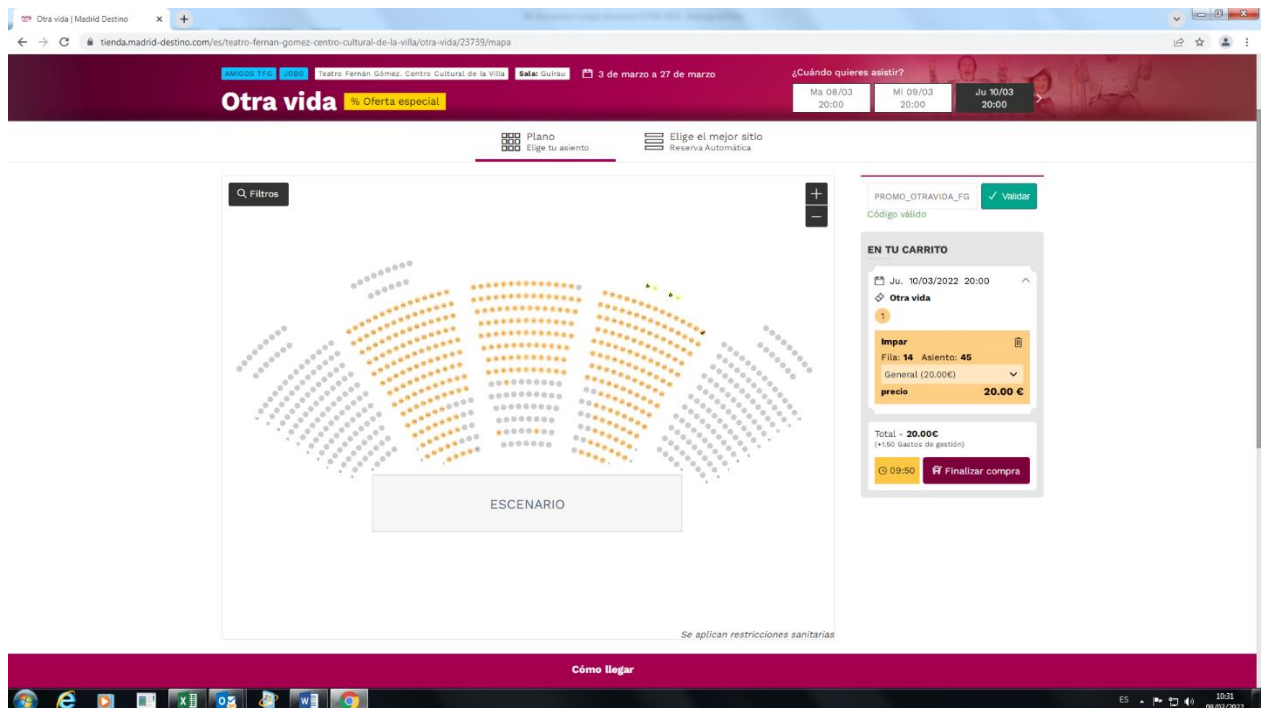 Otra vida | Madrid Destino
tienda.madrid-destino.com/es/teatro-fernan-gomez-centro-cultural-de-la-villa/otra-vida/23739/mapa
AMIGOS TFG JOBO Teatro Fernán Gómez. Centro Cultural de la Villa Sala: Guirau 3 de marzo a 27 de marzo
Otra vida % Oferta especial
¿Cuándo quieres asistir?
Ma 08/03 Mi 09/03 Ju 10/03
20:00 20:00 20:00
Plano
Elige tu asiento
Elige el mejor sitio
Reserva Automática
Filtros
+
−
ESCENARIO
Se aplican restricciones sanitarias
PROMO_OTRAVIDA_FG Validar
Código válido
EN TU CARRITO
Ju. 10/03/2022 20:00
Otra vida
1
Impar
Fila: 14 Asiento: 45
General (20.00€)
precio 20.00 €
Total - 20.00€
(+1.50 Gastos de gestión)
09:50 Finalizar compra
Cómo llegar
ES 10:31